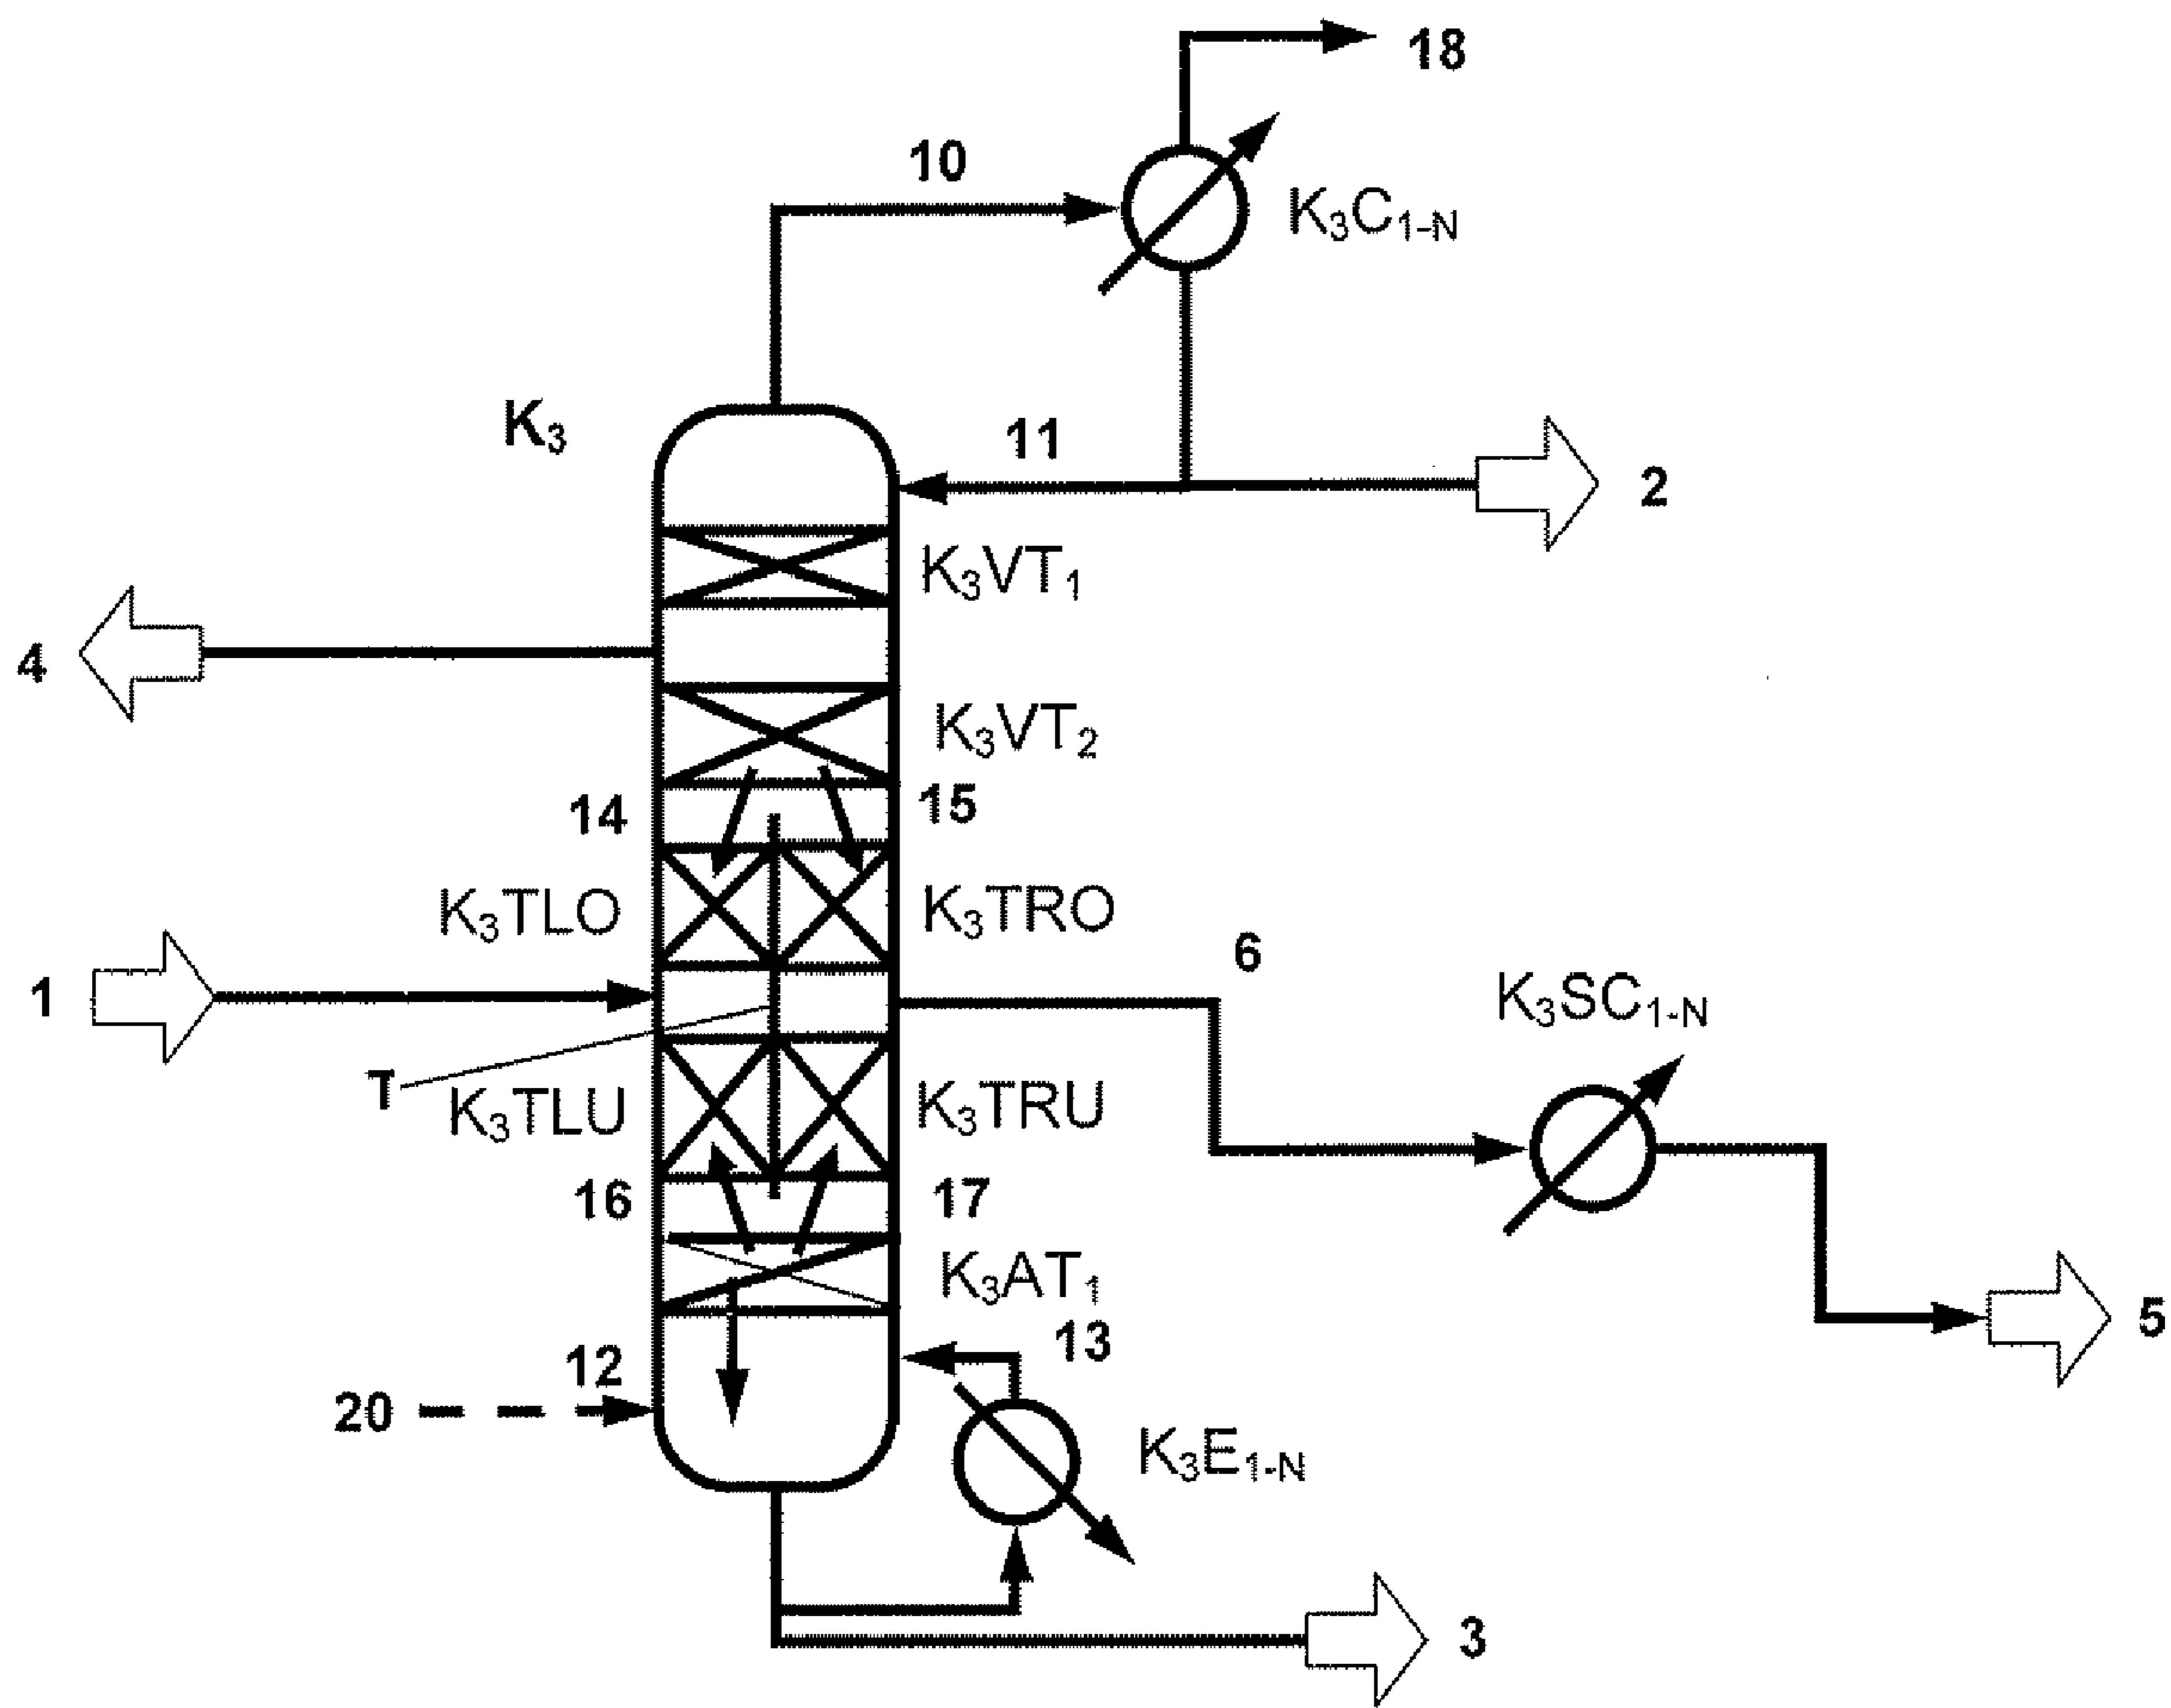 18
10
K₃C₁₋N
K₃
11
2
K₃VT₁
4
K₃VT₂
14
15
K₃TLO
K₃TRO
6
1
K₃SC₁₋N
T
K₃TLU
K₃TRU
16
17
K₃AT₁
13
5
12
20
K₃E₁₋N
3